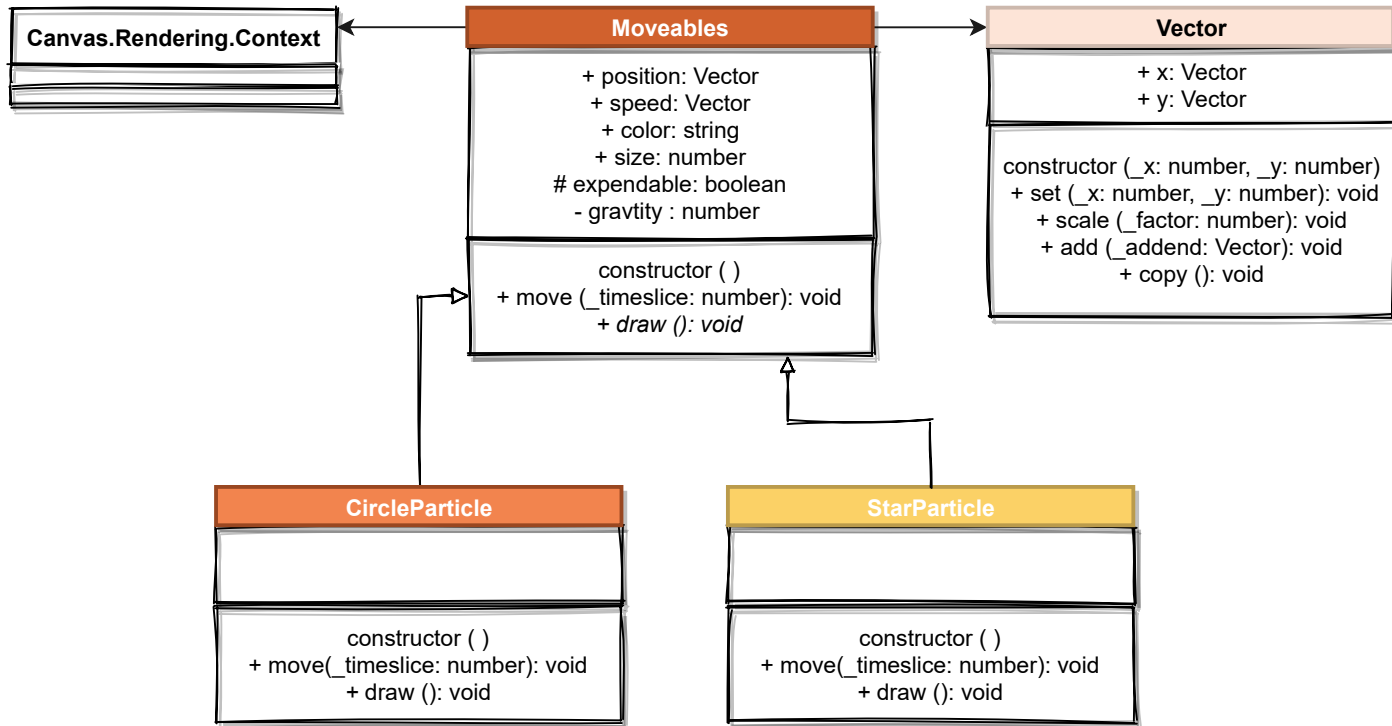 Canvas.Rendering.Context
Moveables
+ position: Vector
+ speed: Vector
+ color: string
+ size: number
# expendable: boolean
- gravtity : number
constructor ( )
+ move (_timeslice: number): void
+ draw (): void
Vector
+ x: Vector
+ y: Vector
constructor (_x: number, _y: number)
+ set (_x: number, _y: number): void
+ scale (_factor: number): void
+ add (_addend: Vector): void
+ copy (): void
CircleParticle
constructor ( )
+ move(_timeslice: number): void
+ draw (): void
StarParticle
constructor ( )
+ move(_timeslice: number): void
+ draw (): void